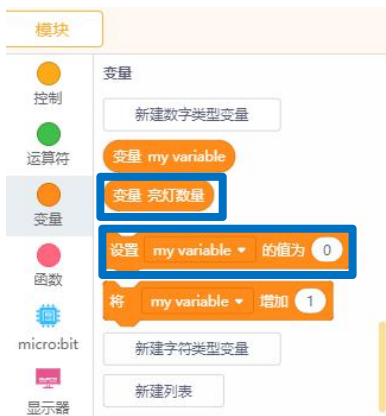 模块
控制
运算符
变量
函数
micro:bit
显示器
变量
新建数字类型变量
变量 my variable
变量 亮灯数量
设置 my variable 的值为 0
将 my variable 增加 1
新建字符类型变量
新建列表